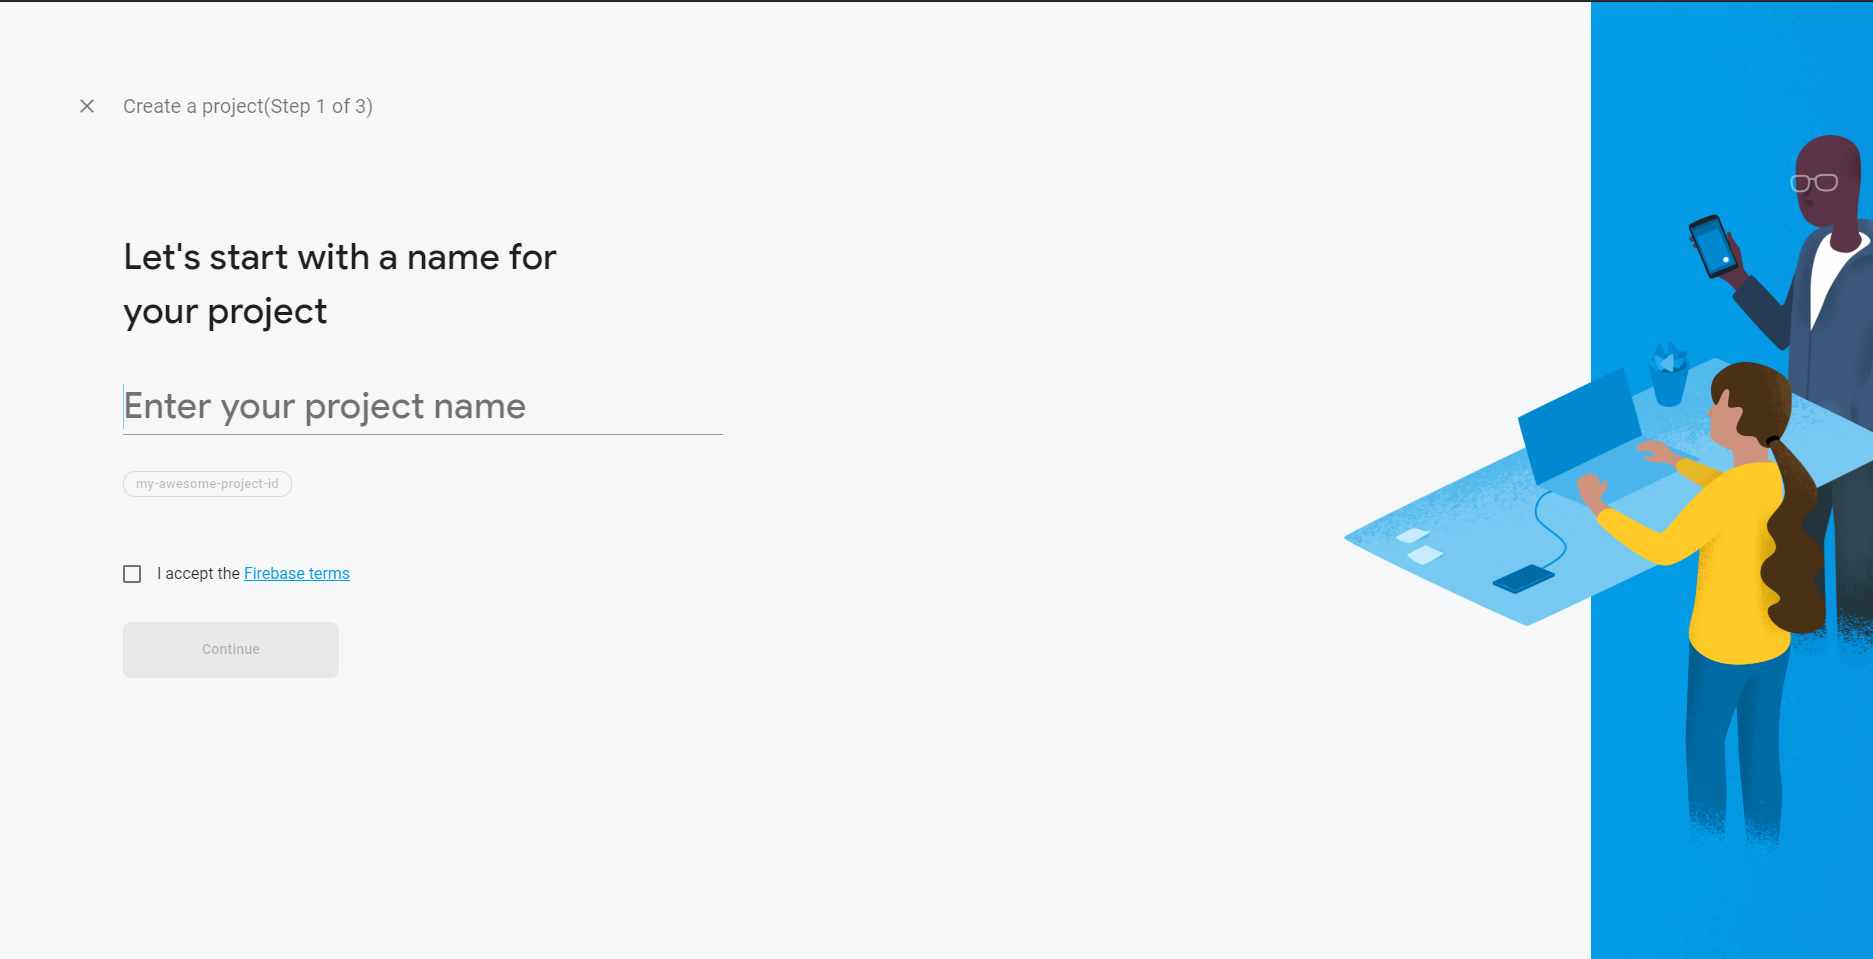 Create a project(Step 1 of 3)
Let's start with a name for
your project
Enter your project name
my-awesome-project-id
I accept the Firebase terms
Continue